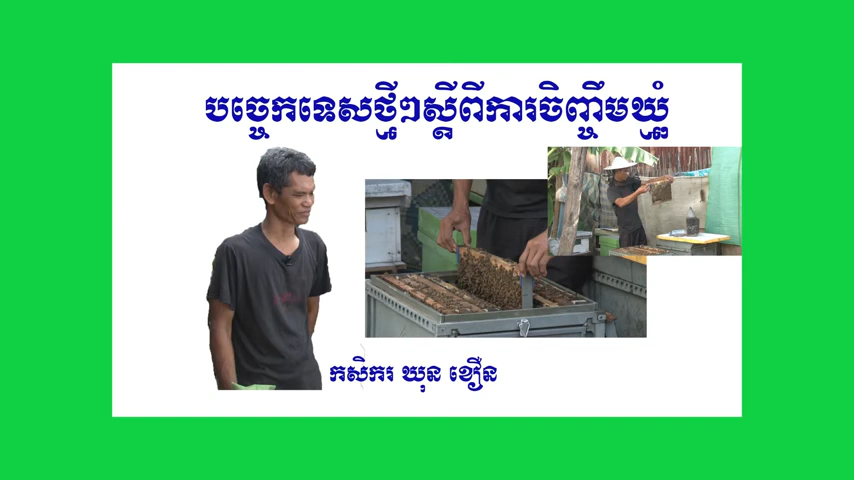 បច្ចេកទេសថ្មីៗស្ដីពីការចិញ្ចឹមឃ្មុំ
កសិករ ឃុន ខឿន